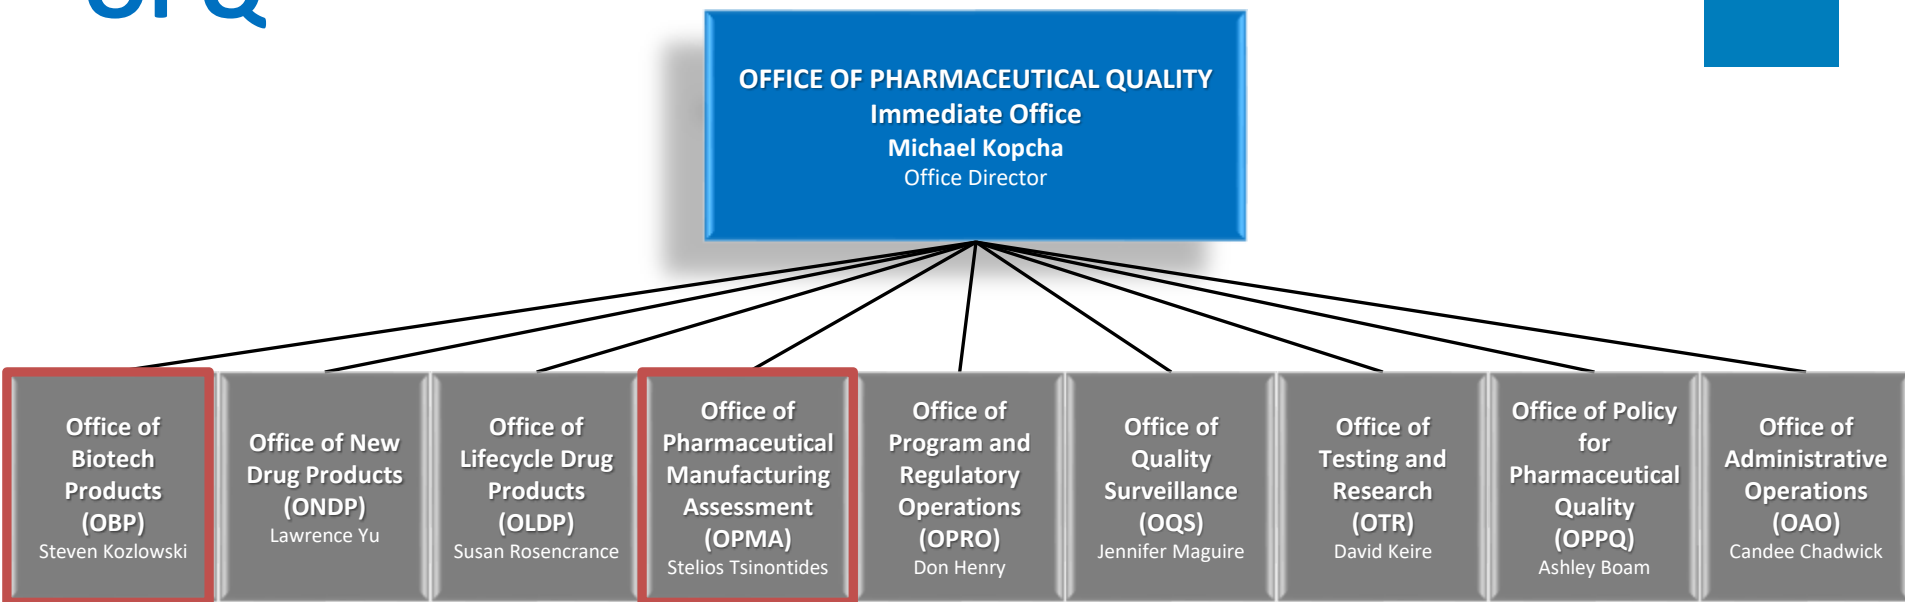 OPQ
OFFICE OF PHARMACEUTICAL QUALITY
Immediate Office
Michael Kopcha
Office Director
Office of
Biotech
Products
(OBP)
Steven Kozlowski
Office of New
Drug Products
(ONDP)
Lawrence Yu
Office of
Lifecycle Drug
Products
(OLDP)
Susan Rosencrance
Office of
Pharmaceutical
Manufacturing
Assessment
(OPMA)
Stelios Tsinontides
Office of
Program and
Regulatory
Operations
(OPRO)
Don Henry
Office of
Quality
Surveillance
(OQS)
Jennifer Maguire
Office of
Testing and
Research
(OTR)
David Keire
Office of Policy
for
Pharmaceutical
Quality
(OPPQ)
Ashley Boam
Office of
Administrative
Operations
(OAO)
Candee Chadwick